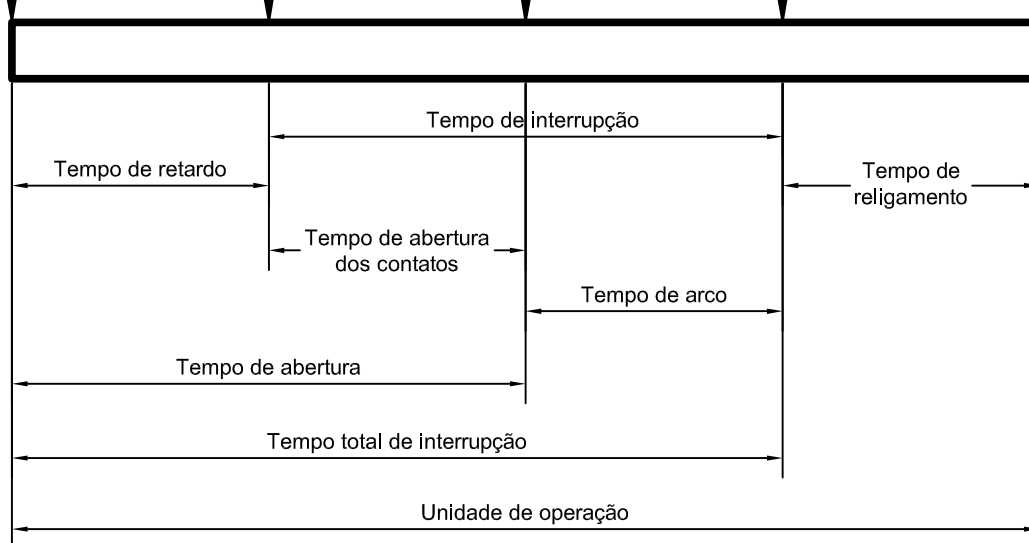 Tempo de interrupção
Tempo de retardo
Tempo de
religamento
Tempo de abertura
dos contatos
Tempo de arco
Tempo de abertura
Tempo total de interrupção
Unidade de operação